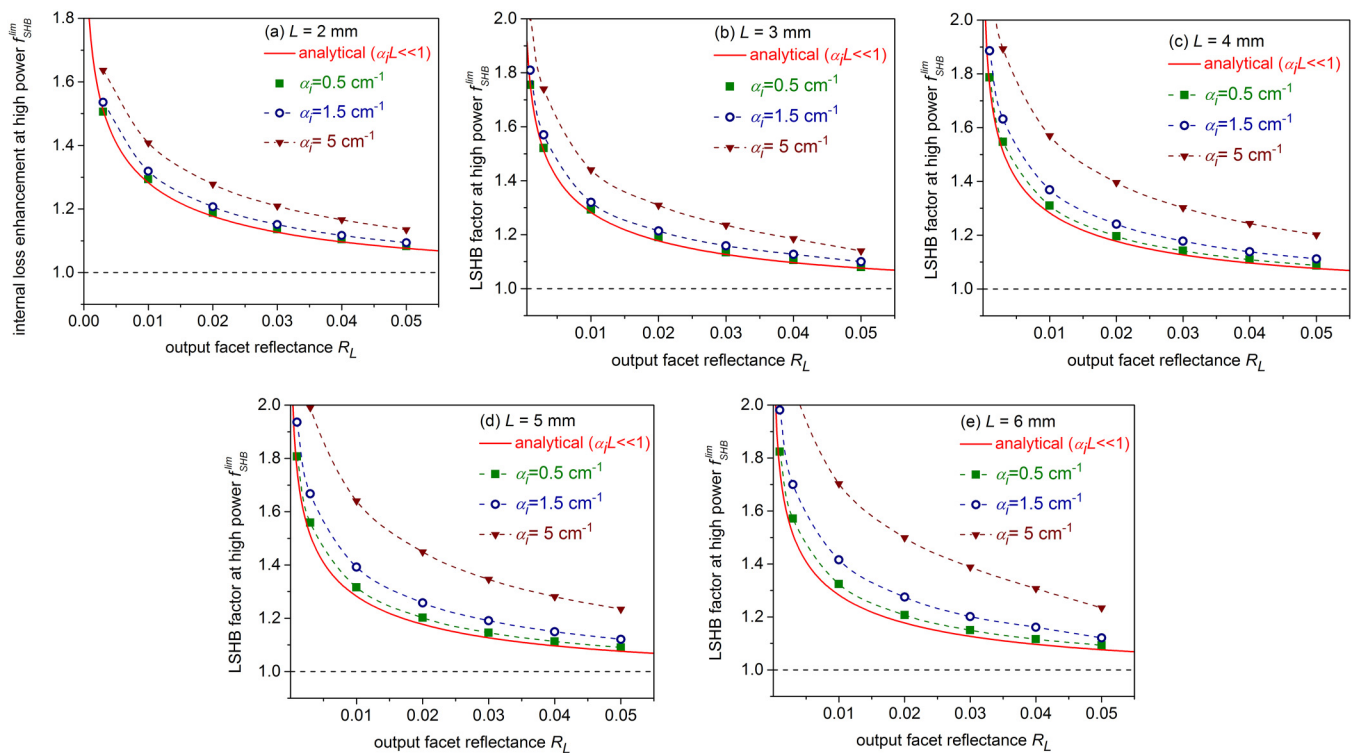 internal loss enhancement at high power f_SHB^lim
1.8
1.6
1.4
1.2
1.0
(a) L = 2 mm
analytical (α_iL<<1)
α_i=0.5 cm⁻¹
α_i=1.5 cm⁻¹
α_i= 5 cm⁻¹
0.00 0.01 0.02 0.03 0.04 0.05
output facet reflectance R_L
LSHB factor at high power f_SHB^lim
2.0
1.8
1.6
1.4
1.2
1.0
(b) L = 3 mm
analytical (α_iL<<1)
α_i=0.5 cm⁻¹
α_i=1.5 cm⁻¹
α_i= 5 cm⁻¹
0.01 0.02 0.03 0.04 0.05
output facet reflectance R_L
LSHB factor at high power f_SHB^lim
2.0
1.8
1.6
1.4
1.2
1.0
(c) L = 4 mm
analytical (α_iL<<1)
α_i=0.5 cm⁻¹
α_i=1.5 cm⁻¹
α_i= 5 cm⁻¹
0.01 0.02 0.03 0.04 0.05
output facet reflectance R_L
LSHB factor at high power f_SHB^lim
2.0
1.8
1.6
1.4
1.2
1.0
(d) L = 5 mm
analytical (α_iL<<1)
α_i=0.5 cm⁻¹
α_i=1.5 cm⁻¹
α_i= 5 cm⁻¹
0.01 0.02 0.03 0.04 0.05
output facet reflectance R_L
LSHB factor at high power f_SHB^lim
2.0
1.8
1.6
1.4
1.2
1.0
(e) L = 6 mm
analytical (α_iL<<1)
α_i=0.5 cm⁻¹
α_i=1.5 cm⁻¹
α_i= 5 cm⁻¹
0.01 0.02 0.03 0.04 0.05
output facet reflectance R_L